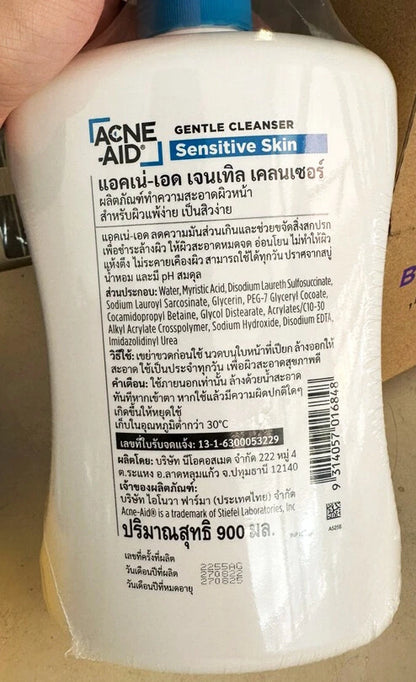 ACNE
-AID®
GENTLE CLEANSER
Sensitive Skin
แอคเน่-เอด เจนเทิล เคลนเซอร์
ผลิตภัณฑ์ทำความสะอาดผิวหน้า
สำหรับผิวแพ้ง่าย เป็นสิวง่าย
แอคเน่-เอด ลดความมันส่วนเกินและช่วยขจัดสิ่งสกปรก
เพื่อชำระล้างผิว ให้ผิวสะอาดหมดจด อ่อนโยน ไม่ทำให้ผิว
แห้งตึง ไม่ระคายเคืองผิว สามารถใช้ได้ทุกวัน ปราศจากสบู่
น้ำหอม และมี pH สมดุล
ส่วนประกอบ: Water, Myristic Acid, Disodium Laureth Sulfosuccinate,
Sodium Lauroyl Sarcosinate, Glycerin, PEG-7 Glyceryl Cocoate,
Cocamidopropyl Betaine, Glycol Distearate, Acrylates/C10-30
Alkyl Acrylate Crosspolymer, Sodium Hydroxide, Disodium EDTA,
Imidazolidinyl Urea
วิธีใช้: เขย่าขวดก่อนใช้ นวดบนใบหน้าที่เปียก ล้างออกให้
สะอาด ใช้เป็นประจำทุกวัน เพื่อผิวสะอาดสุขภาพดี
คำเตือน: ใช้ภายนอกเท่านั้น ล้างด้วยน้ำสะอาด
ทันทีหากเข้าตา หากใช้แล้วมีความผิดปกติใดๆ
เกิดขึ้นให้หยุดใช้
เก็บในอุณหภูมิต่ำกว่า 30°C
เลขที่ใบรับจดแจ้ง: 13-1-6300053229
ผลิตโดย: บริษัท นีโอคอสเมด จำกัด 222 หมู่ 4
ต.ระแหง อ.ลาดหลุมแก้ว จ.ปทุมธานี 12140
เจ้าของผลิตภัณฑ์:
บริษัท ไอโนวา ฟาร์มา (ประเทศไทย) จำกัด
Acne-Aid® is a trademark of Stiefel Laboratories, Inc
ปริมาณสุทธิ 900 มล.
เลขที่ครั้งที่ผลิต 2255AG
วันเดือนปีที่ผลิต 270822
วันเดือนปีที่หมดอายุ 270825
9 314057 016848